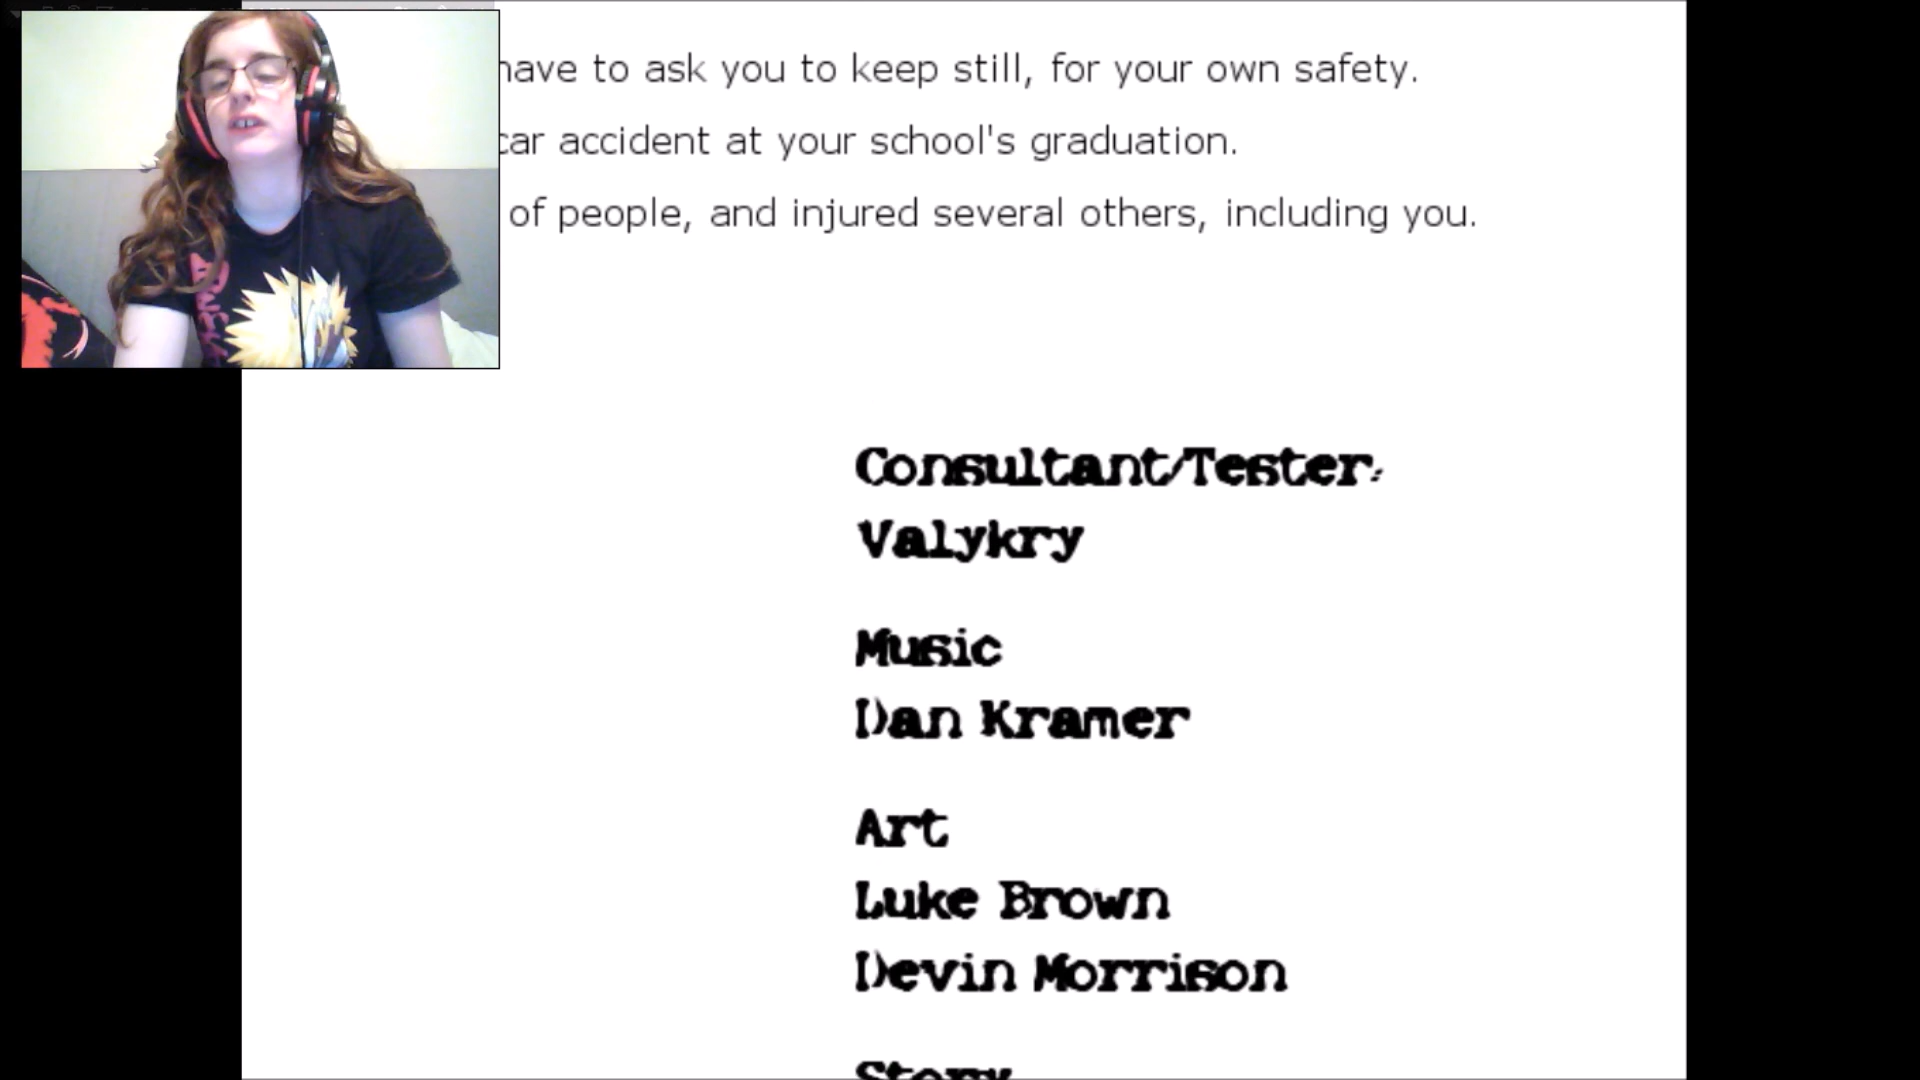 have to ask you to keep still, for your own safety.
car accident at your school's graduation.
of people, and injured several others, including you.
Consultant/Tester:
Valykry
Music
Dan Kramer
Art
Luke Brown
Devin Morrison
Story